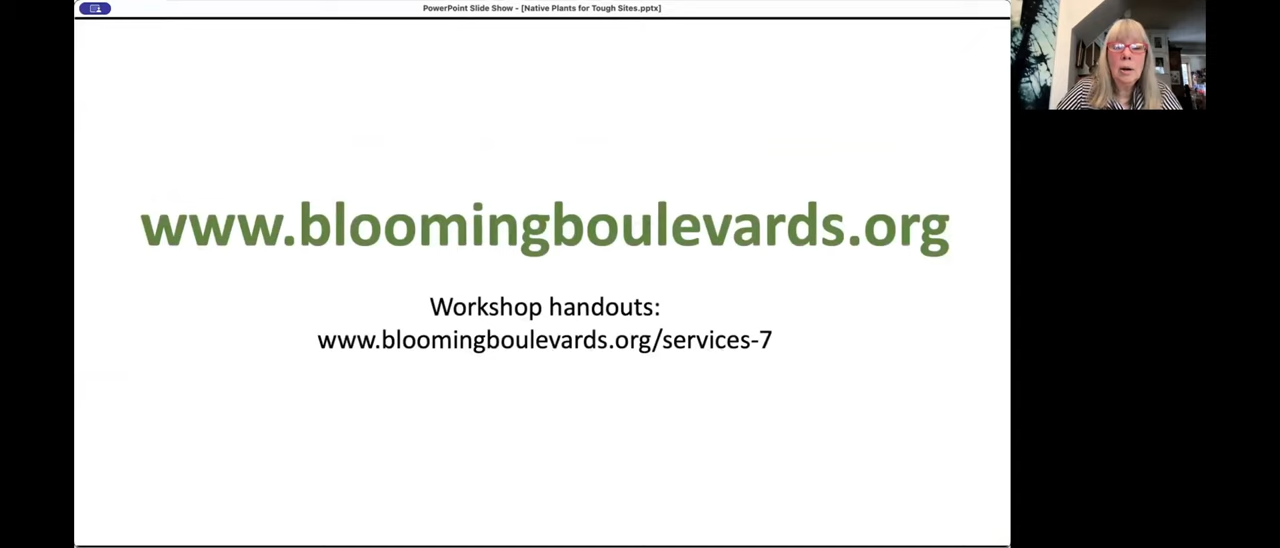 PowerPoint Slide Show - [Native Plants for Tough Sites.pptx]
www.bloomingboulevards.org
Workshop handouts:
www.bloomingboulevards.org/services-7